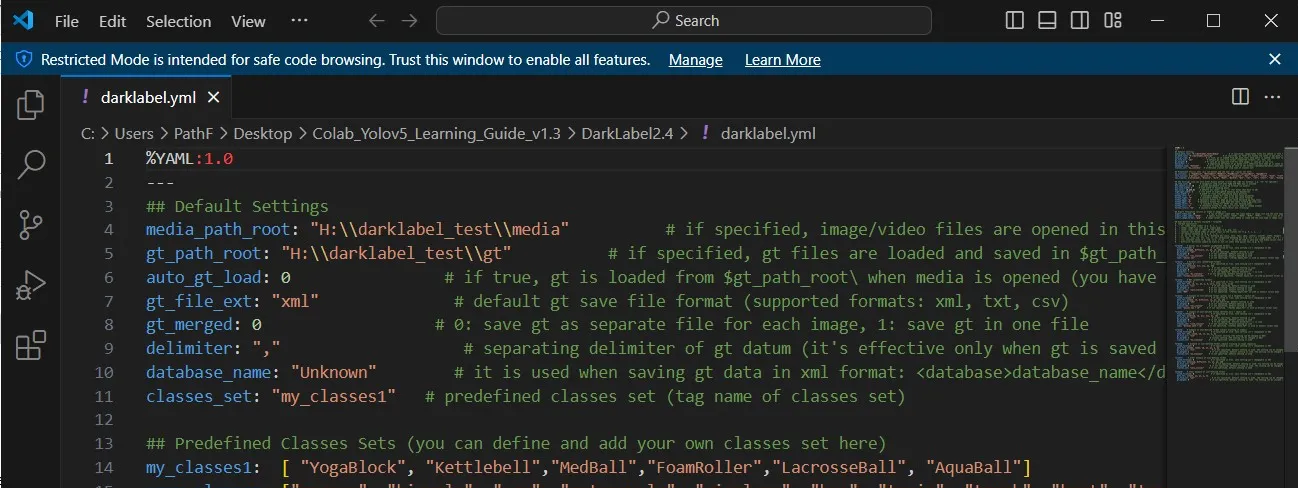 File Edit Selection View ··· Search
Restricted Mode is intended for safe code browsing. Trust this window to enable all features. Manage Learn More
! darklabel.yml
C: > Users > PathF > Desktop > Colab_Yolov5_Learning_Guide_v1.3 > DarkLabel2.4 > ! darklabel.yml
1 %YAML:1.0
2 ---
3 ## Default Settings
4 media_path_root: "H:\\darklabel_test\\media" # if specified, image/video files are opened in this
5 gt_path_root: "H:\\darklabel_test\\gt" # if specified, gt files are loaded and saved in $gt_path_
6 auto_gt_load: 0 # if true, gt is loaded from $gt_path_root\ when media is opened (you have
7 gt_file_ext: "xml" # default gt save file format (supported formats: xml, txt, csv)
8 gt_merged: 0 # 0: save gt as separate file for each image, 1: save gt in one file
9 delimiter: "," # separating delimiter of gt datum (it's effective only when gt is saved
10 database_name: "Unknown" # it is used when saving gt data in xml format: <database>database_name</d
11 classes_set: "my_classes1" # predefined classes set (tag name of classes set)
12
13 ## Predefined Classes Sets (you can define and add your own classes set here)
14 my_classes1: [ "YogaBlock", "Kettlebell","MedBall","FoamRoller","LacrosseBall", "AquaBall"]